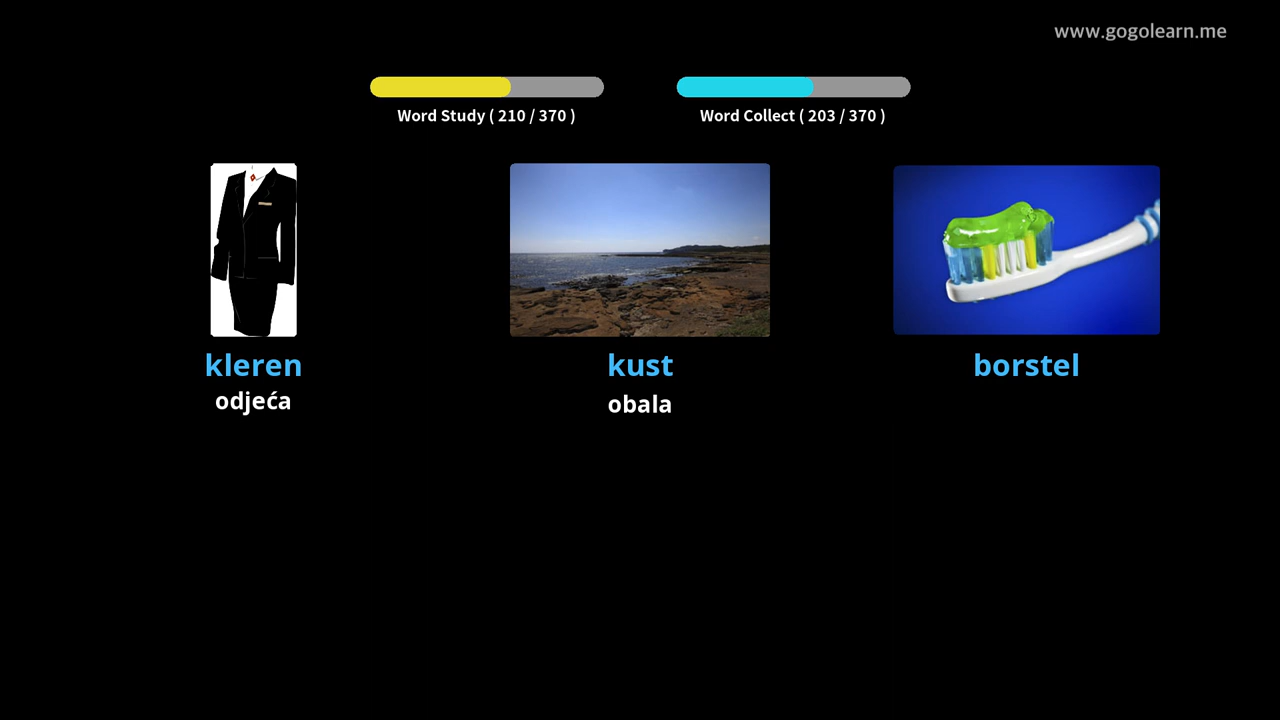 www.gogolearn.me
Word Study ( 210 / 370 )
Word Collect ( 203 / 370 )
kleren
odjeća
kust
obala
borstel